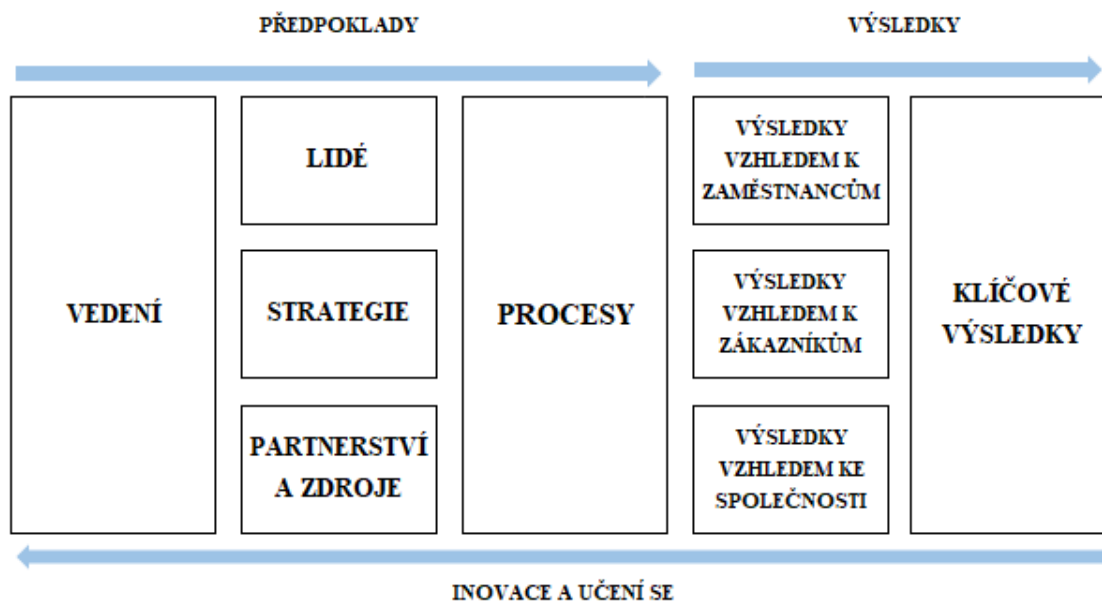 PŘEDPOKLADY
VÝSLEDKY
VEDENÍ
LIDÉ
STRATEGIE
PARTNERSTVÍ
A ZDROJE
PROCESY
VÝSLEDKY
VZHLEDEM K
ZAMĚSTNANCŮM
VÝSLEDKY
VZHLEDEM K
ZÁKAZNÍKŮM
VÝSLEDKY
VZHLEDEM KE
SPOLEČNOSTI
KLÍČOVÉ
VÝSLEDKY
INOVACE A UČENÍ SE